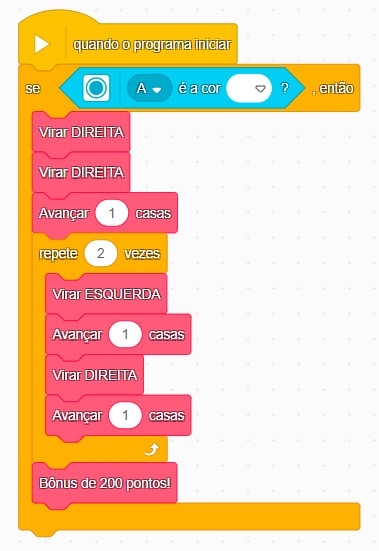 quando o programa iniciar
se A é a cor ? , então
Virar DIREITA
Virar DIREITA
Avançar 1 casas
repete 2 vezes
Virar ESQUERDA
Avançar 1 casas
Virar DIREITA
Avançar 1 casas
Bônus de 200 pontos!